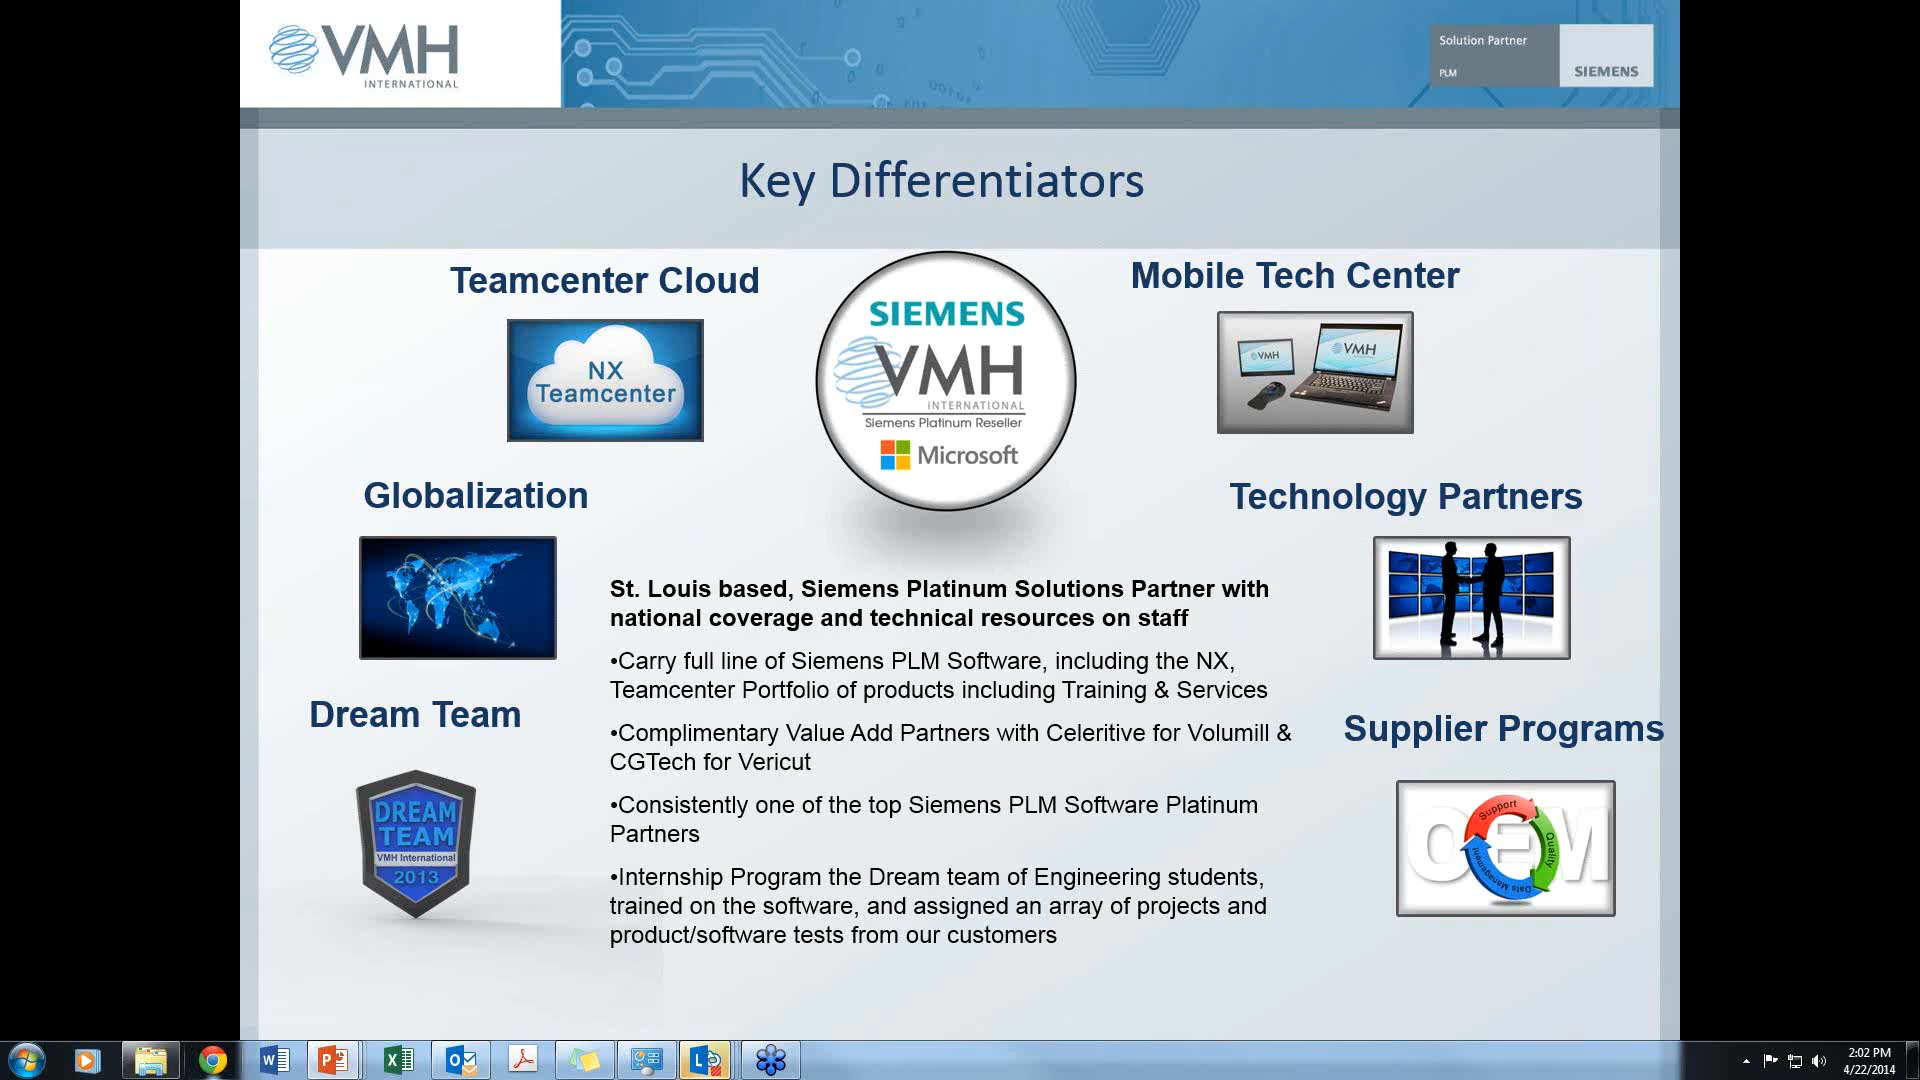 VMH
INTERNATIONAL
Solution Partner
PLM
SIEMENS
Key Differentiators
Teamcenter Cloud
NX
Teamcenter
SIEMENS
VMH
INTERNATIONAL
Siemens Platinum Reseller
Microsoft
Mobile Tech Center
VMH
VMH
Globalization
Technology Partners
St. Louis based, Siemens Platinum Solutions Partner with
national coverage and technical resources on staff
•Carry full line of Siemens PLM Software, including the NX,
Teamcenter Portfolio of products including Training & Services
•Complimentary Value Add Partners with Celeritive for Volumill &
CGTech for Vericut
•Consistently one of the top Siemens PLM Software Platinum
Partners
•Internship Program the Dream team of Engineering students,
trained on the software, and assigned an array of projects and
product/software tests from our customers
Dream Team
DREAM
TEAM
VMH International
2013
Supplier Programs
OEM
Support
Quality
Data Management
2:02 PM
4/22/2014